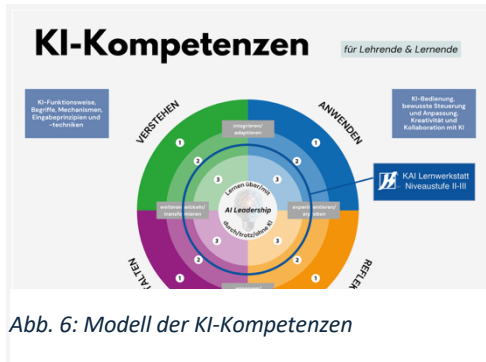 KI-Kompetenzen
für Lehrende & Lernende
KI-Funktionsweise,
Begriffe, Mechanismen,
Eingabeprinzipien und
-techniken
KI-Bedienung,
bewusste Steuerung
und Anpassung,
Kreativität und
Kollaboration mit KI
VERSTEHEN
ANWENDEN
integrieren/
adaptieren
1
1
2
2
3
3
KAI Lernwerkstatt
Niveaustufe II-III
Lernen über/mit
AI Leadership
durch/trotz/ohne KI
weiterentwickeln/
transformieren
experimentieren/
3
3
2
2
1
1
ALTEN
REFLEK
Abb. 6: Modell der KI-Kompetenzen